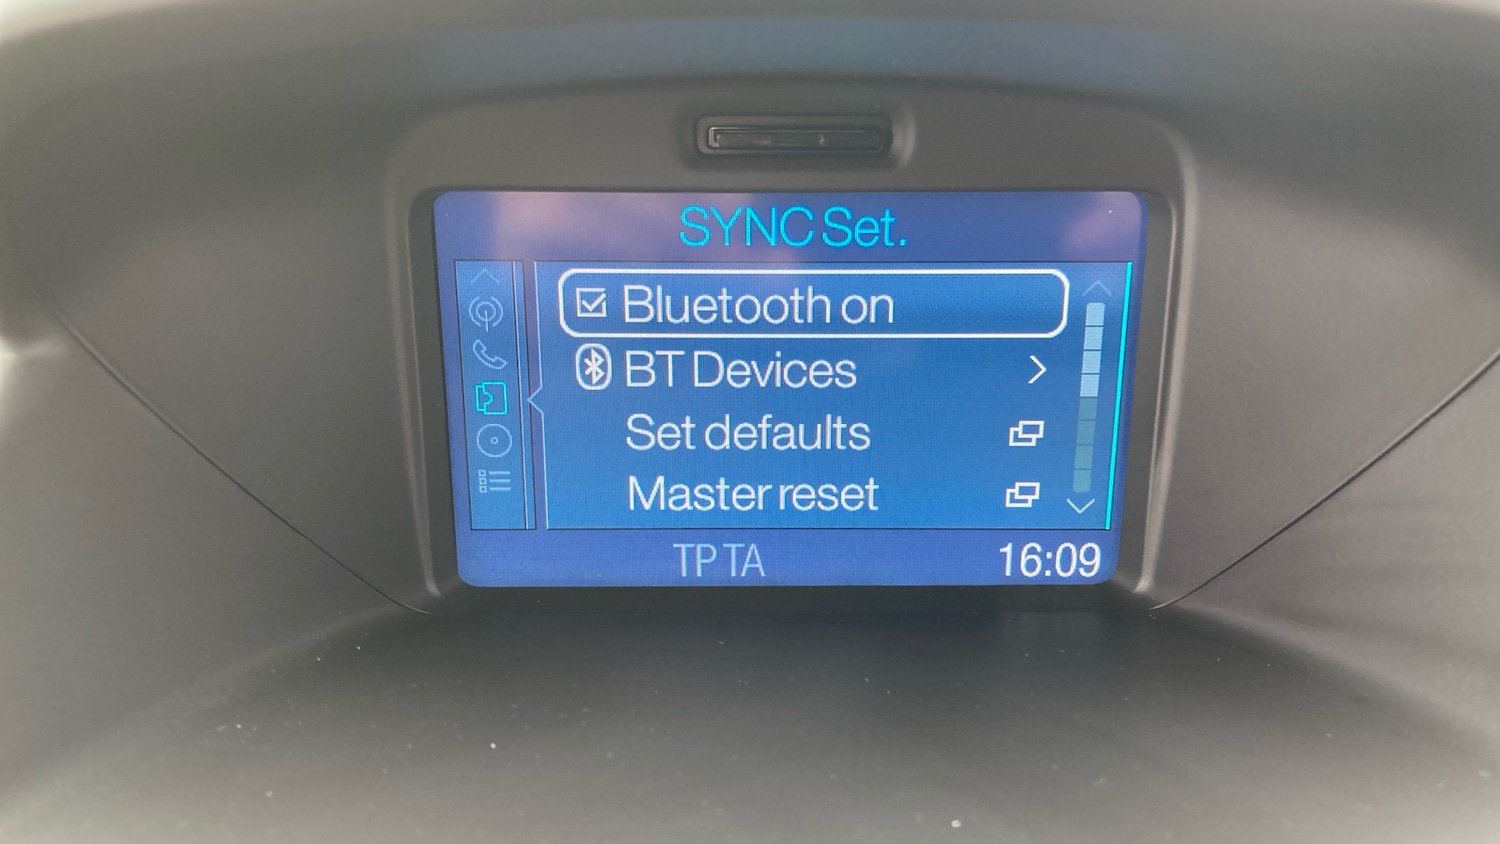 SYNC Set.
Bluetooth on
BT Devices
Set defaults
Master reset
TP TA 16:09